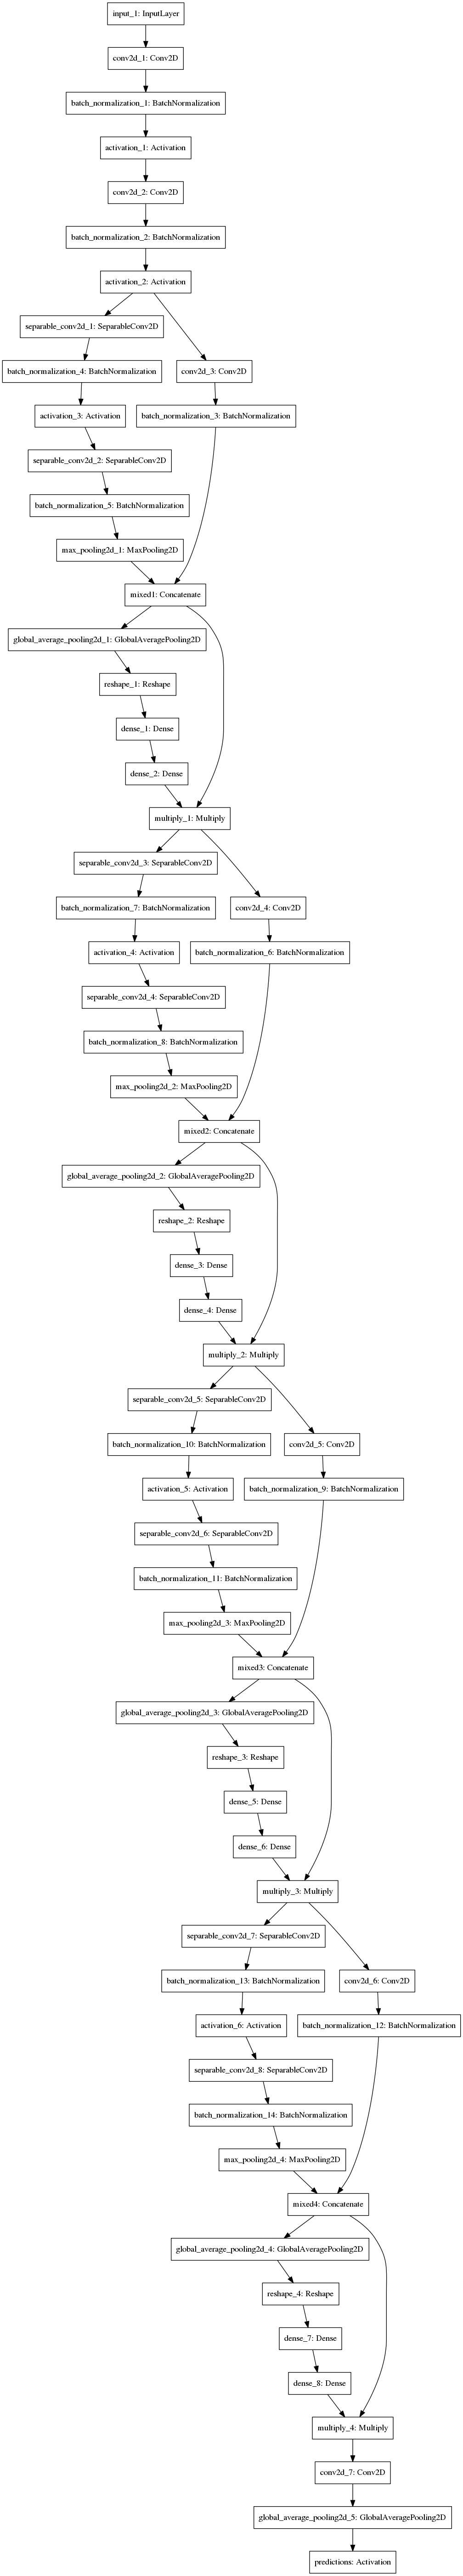 input_1: InputLayer
conv2d_1: Conv2D
batch_normalization_1: BatchNormalization
activation_1: Activation
conv2d_2: Conv2D
batch_normalization_2: BatchNormalization
activation_2: Activation
separable_conv2d_1: SeparableConv2D
batch_normalization_4: BatchNormalization
conv2d_3: Conv2D
activation_3: Activation
batch_normalization_3: BatchNormalization
separable_conv2d_2: SeparableConv2D
batch_normalization_5: BatchNormalization
max_pooling2d_1: MaxPooling2D
mixed1: Concatenate
global_average_pooling2d_1: GlobalAveragePooling2D
reshape_1: Reshape
dense_1: Dense
dense_2: Dense
multiply_1: Multiply
separable_conv2d_3: SeparableConv2D
batch_normalization_7: BatchNormalization
conv2d_4: Conv2D
activation_4: Activation
batch_normalization_6: BatchNormalization
separable_conv2d_4: SeparableConv2D
batch_normalization_8: BatchNormalization
max_pooling2d_2: MaxPooling2D
mixed2: Concatenate
global_average_pooling2d_2: GlobalAveragePooling2D
reshape_2: Reshape
dense_3: Dense
dense_4: Dense
multiply_2: Multiply
separable_conv2d_5: SeparableConv2D
batch_normalization_10: BatchNormalization
conv2d_5: Conv2D
activation_5: Activation
batch_normalization_9: BatchNormalization
separable_conv2d_6: SeparableConv2D
batch_normalization_11: BatchNormalization
max_pooling2d_3: MaxPooling2D
mixed3: Concatenate
global_average_pooling2d_3: GlobalAveragePooling2D
reshape_3: Reshape
dense_5: Dense
dense_6: Dense
multiply_3: Multiply
separable_conv2d_7: SeparableConv2D
batch_normalization_13: BatchNormalization
conv2d_6: Conv2D
activation_6: Activation
batch_normalization_12: BatchNormalization
separable_conv2d_8: SeparableConv2D
batch_normalization_14: BatchNormalization
max_pooling2d_4: MaxPooling2D
mixed4: Concatenate
global_average_pooling2d_4: GlobalAveragePooling2D
reshape_4: Reshape
dense_7: Dense
dense_8: Dense
multiply_4: Multiply
conv2d_7: Conv2D
global_average_pooling2d_5: GlobalAveragePooling2D
predictions: Activation